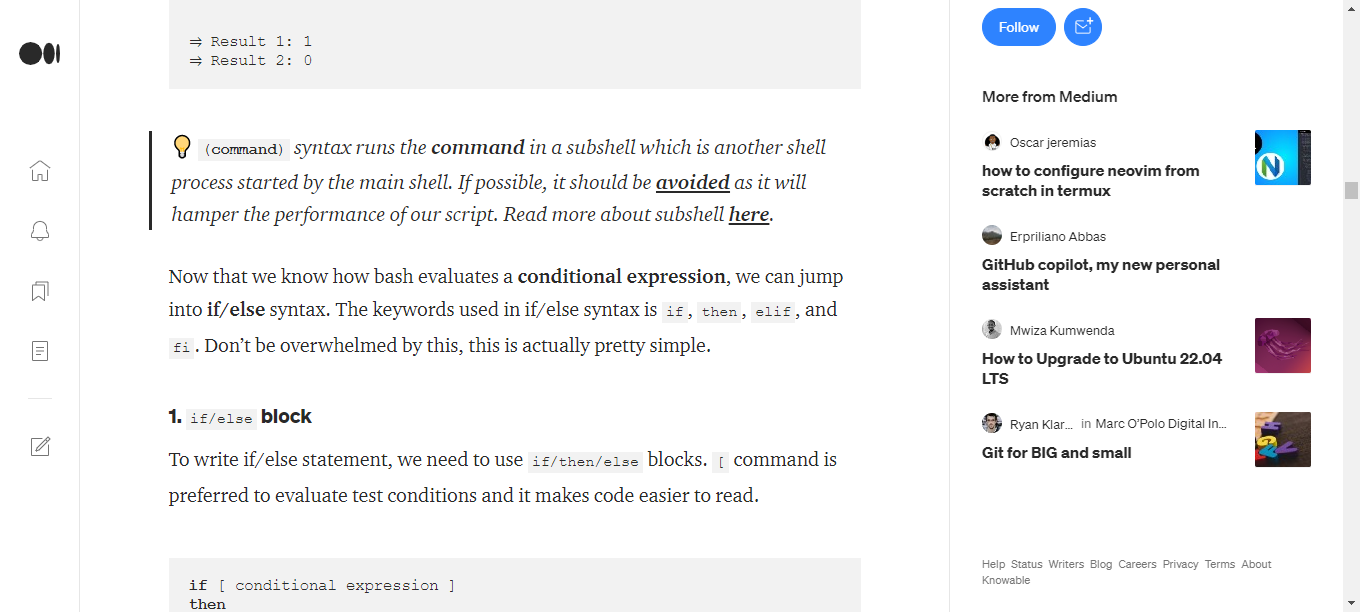 ⇒ Result 1: 1
⇒ Result 2: 0
(command) syntax runs the command in a subshell which is another shell
process started by the main shell. If possible, it should be avoided as it will
hamper the performance of our script. Read more about subshell here.
Now that we know how bash evaluates a conditional expression, we can jump
into if/else syntax. The keywords used in if/else syntax is if, then, elif, and
fi. Don’t be overwhelmed by this, this is actually pretty simple.
1. if/else block
To write if/else statement, we need to use if/then/else blocks. [ command is
preferred to evaluate test conditions and it makes code easier to read.
if [ conditional expression ]
then
Follow
More from Medium
Oscar jeremias
how to configure neovim from
scratch in termux
Erpriliano Abbas
GitHub copilot, my new personal
assistant
Mwiza Kumwenda
How to Upgrade to Ubuntu 22.04
LTS
Ryan Klar... in Marc O’Polo Digital In...
Git for BIG and small
Help Status Writers Blog Careers Privacy Terms About
Knowable